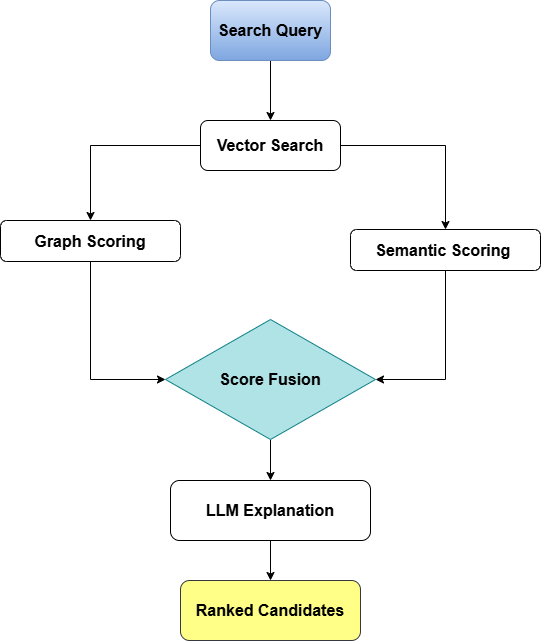 Search Query
Vector Search
Graph Scoring
Semantic Scoring
Score Fusion
LLM Explanation
Ranked Candidates